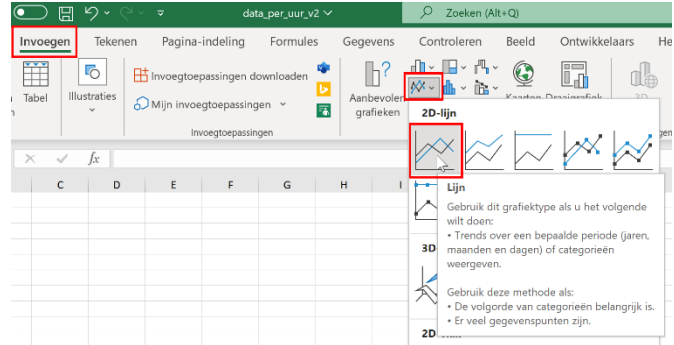 data_per_uur_v2
Zoeken (Alt+Q)
Invoegen Tekenen Pagina-indeling Formules Gegevens Controleren Beeld Ontwikkelaars He
Tabel
Illustraties
Invoegtoepassingen downloaden
Mijn invoegtoepassingen
Invoegtoepassingen
Aanbevolen
grafieken
Kaarten Draaigrafiek
3D
2D-lijn
fx
C D E F G H I
Lijn
Gebruik dit grafiektype als u het volgende
wilt doen:
• Trends over een bepaalde periode (jaren,
maanden en dagen) of categorieën
weergeven.
Gebruik deze methode als:
• De volgorde van categorieën belangrijk is.
• Er veel gegevenspunten zijn.
3D
2D